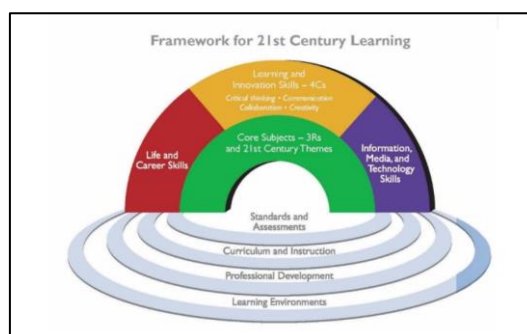 Framework for 21st Century Learning
Learning and
Innovation Skills – 4Cs
Critical thinking • Communication
Collaboration • Creativity
Core Subjects – 3Rs
and 21st Century Themes
Life and
Career Skills
Information,
Media, and
Technology
Skills
Standards and
Assessments
Curriculum and Instruction
Professional Development
Learning Environments